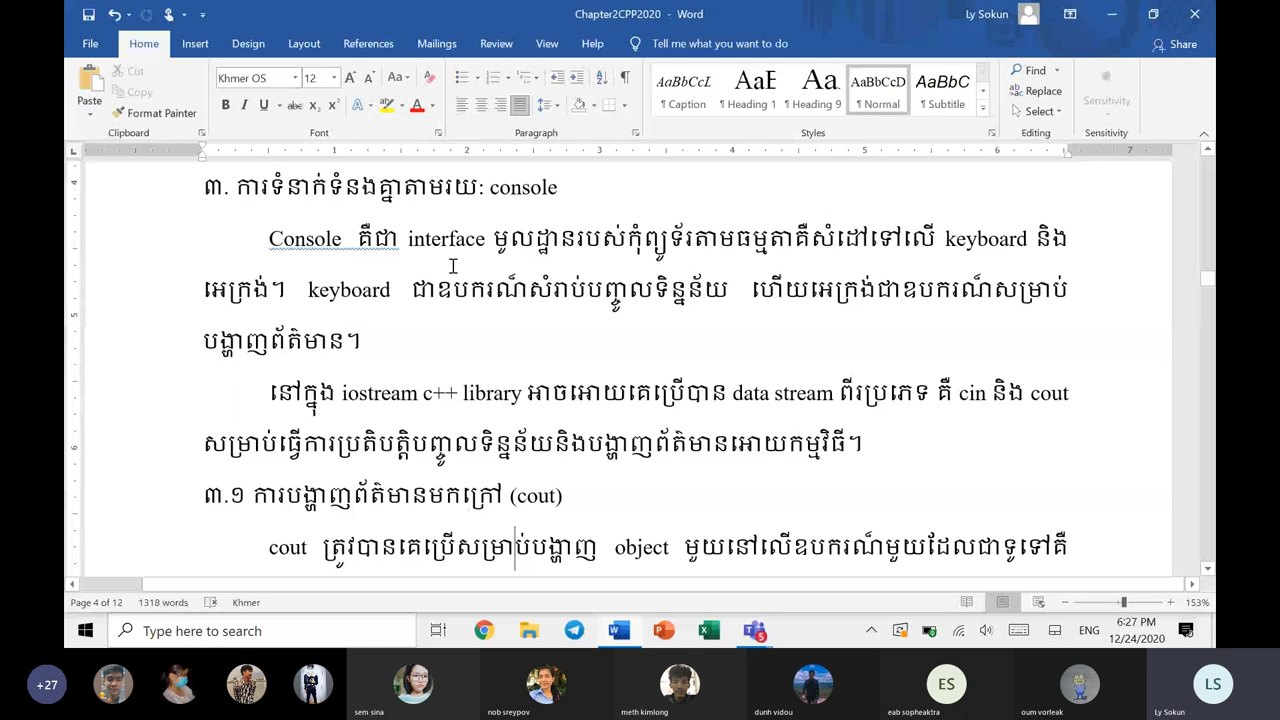 Chapter2CPP2020 - Word
Ly Sokun
File Home Insert Design Layout References Mailings Review View Help Tell me what you want to do Share
Paste Cut Copy Format Painter Clipboard
Khmer OS 12 Font
Paragraph
AaBbCcL AaE Aa AaBbCcD AaBbC
¶ Caption ¶ Heading 1 ¶ Heading 9 ¶ Normal ¶ Subtitle
Styles
Find Replace Select Editing
Sensitivity Sensitivity
៣. ការទំនាក់ទំនងគ្នាតាមរយៈ console
Console គឺជា interface មូលដ្ឋានរបស់កុំព្យូទ័រតាមធម្មតាគឺសំដៅទៅលើ keyboard និង
អេក្រង់។ keyboard ជាឧបករណ៏សំរាប់បញ្ចូលទិន្នន័យ ហើយអេក្រង់ជាឧបករណ៏សម្រាប់
បង្ហាញព័ត៌មាន។
នៅក្នុង iostream c++ library អាចអោយគេប្រើបាន data stream ពីរប្រភេទ គឺ cin និង cout
សម្រាប់ធ្វើការប្រតិបត្តិបញ្ចូលទិន្នន័យនិងបង្ហាញព័ត៌មានអោយកម្មវិធី។
៣.១ ការបង្ហាញព័ត៌មានមកក្រៅ (cout)
cout ត្រូវបានគេប្រើសម្រាប់បង្ហាញ object មួយនៅលើឧបករណ៏មួយដែលជាទូទៅគឺ
Page 4 of 12 1318 words Khmer 153%
Type here to search
ENG 6:27 PM 12/24/2020
+27 sem sina nob sreypov meth kimlong dunh vidou ES eab sopheaktra oum vorleak LS Ly Sokun